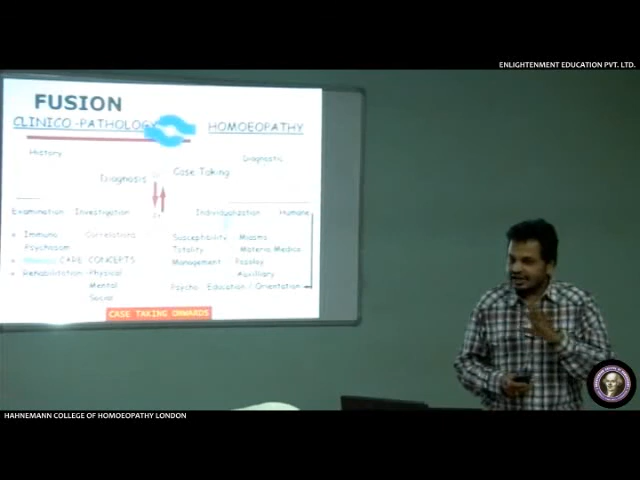 ENLIGHTENMENT EDUCATION PVT. LTD.
FUSION
CLINICO-PATHOLOGY
HOMOEOPATHY
History
Diagnostic
Diagnosis
Case Taking
Examination Investigation
Individualization Humane
Immuno Correlations
Psychosom
CARE CONCEPTS
Rehabilitation - Physical
Mental
Social
Susceptibility Miasms
Totality Materia Medica
Management / Posology
Auxilliary
Psycho Education / Orientation
CASE TAKING ONWARDS
HAHNEMANN COLLEGE OF HOMOEOPATHY LONDON